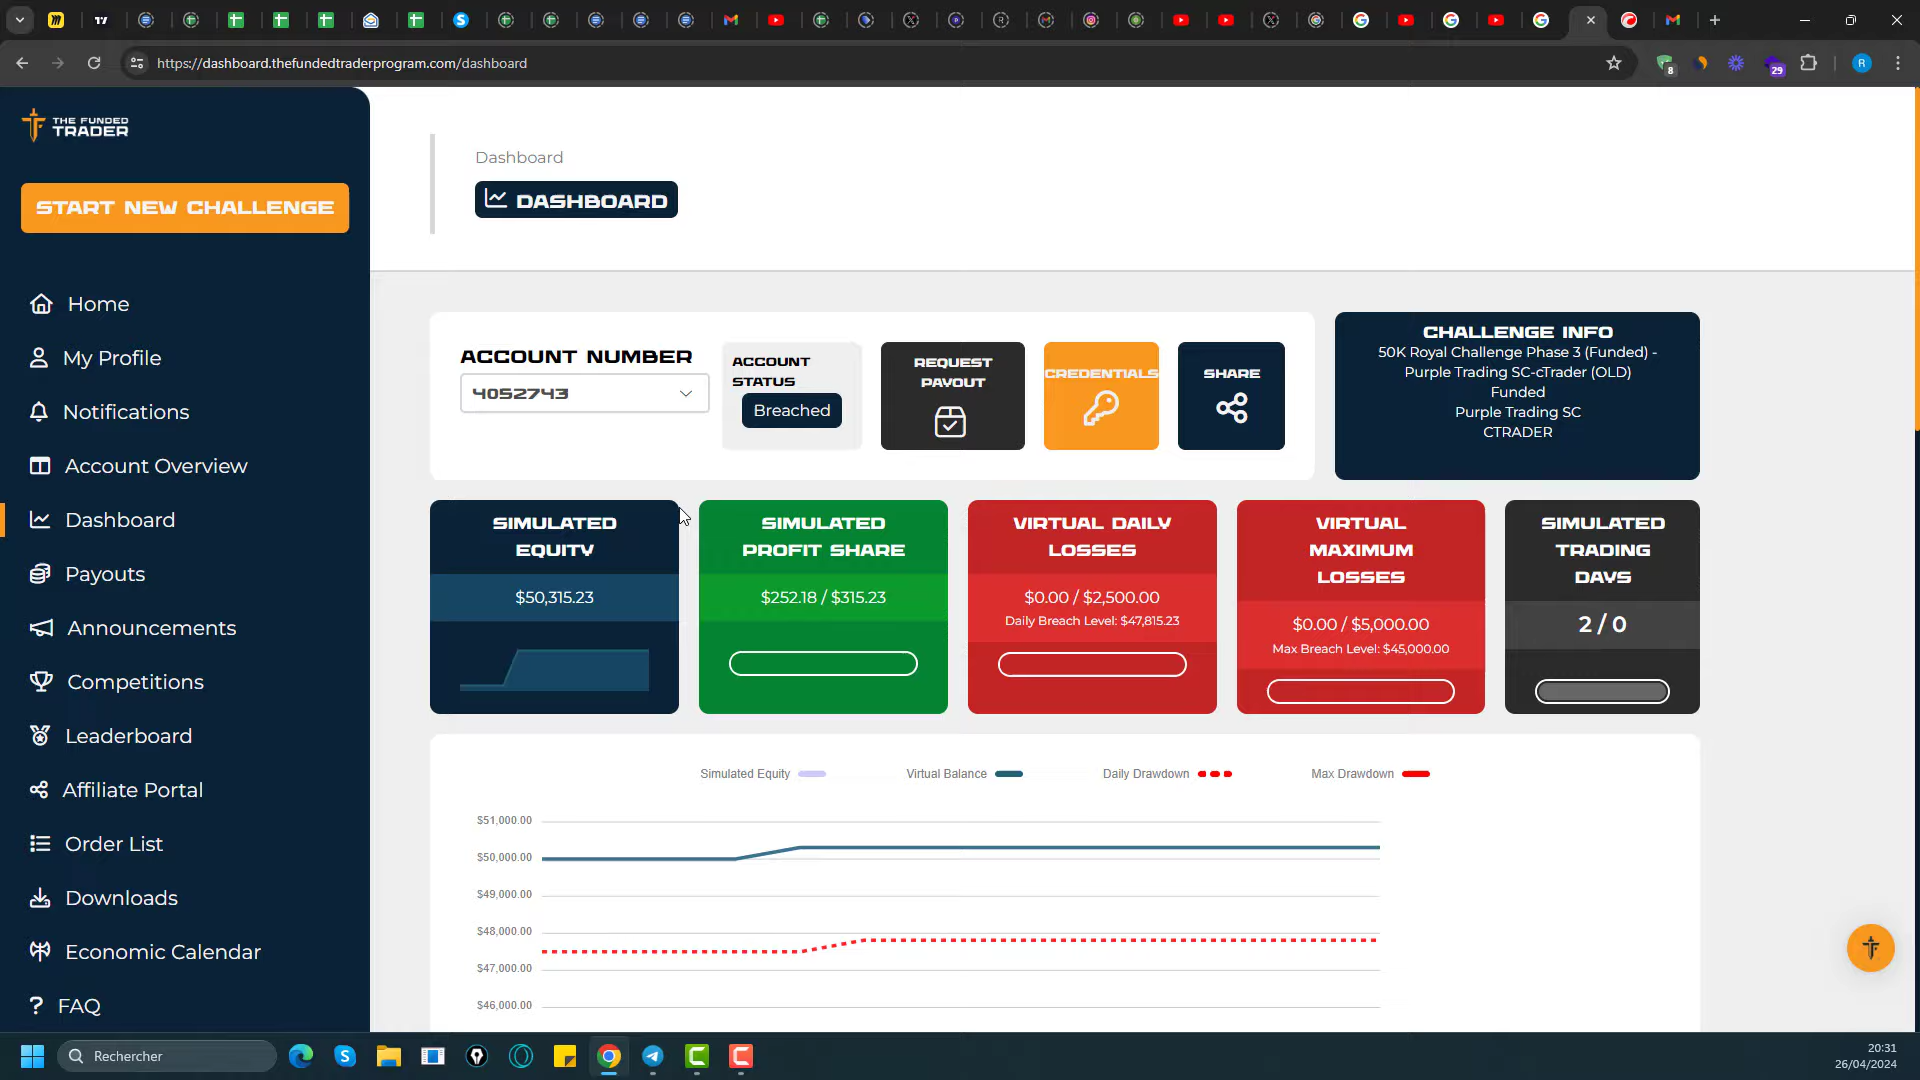 https://dashboard.thefundedtraderprogram.com/dashboard
8
29
R
THE FUNDED
TRADER
START NEW CHALLENGE
Home
My Profile
Notifications
Account Overview
Dashboard
Payouts
Announcements
Competitions
Leaderboard
Affiliate Portal
Order List
Downloads
Economic Calendar
? FAQ
Dashboard
DASHBOARD
ACCOUNT NUMBER
4052743
ACCOUNT
STATUS
Breached
REQUEST
PAYOUT
CREDENTIALS
SHARE
CHALLENGE INFO
50K Royal Challenge Phase 3 (Funded) -
Purple Trading SC-cTrader (OLD)
Funded
Purple Trading SC
CTRADER
SIMULATED
EQUITY
$50,315.23
SIMULATED
PROFIT SHARE
$252.18 / $315.23
VIRTUAL DAILY
LOSSES
$0.00 / $2,500.00
Daily Breach Level: $47,815.23
VIRTUAL
MAXIMUM
LOSSES
$0.00 / $5,000.00
Max Breach Level: $45,000.00
SIMULATED
TRADING
DAYS
2 / 0
Simulated Equity
Virtual Balance
Daily Drawdown
Max Drawdown
$51,000.00
$50,000.00
$49,000.00
$48,000.00
$47,000.00
$46,000.00
Rechercher
20:31
26/04/2024